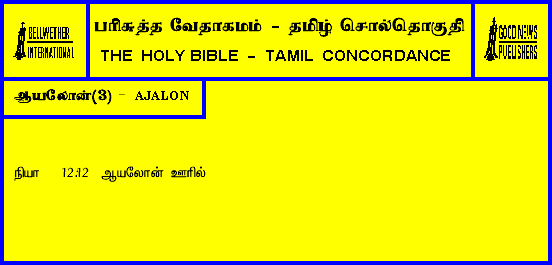 BELLWETHER
INTERNATIONAL
பரிசுத்த வேதாகமம் - தமிழ் சொல்தொகுதி
THE HOLY BIBLE - TAMIL CONCORDANCE
GOOD NEWS
PUBLISHERS
ஆயலோன்(3) - AJALON
நியா 12:12 ஆயலோன் ஊரில்